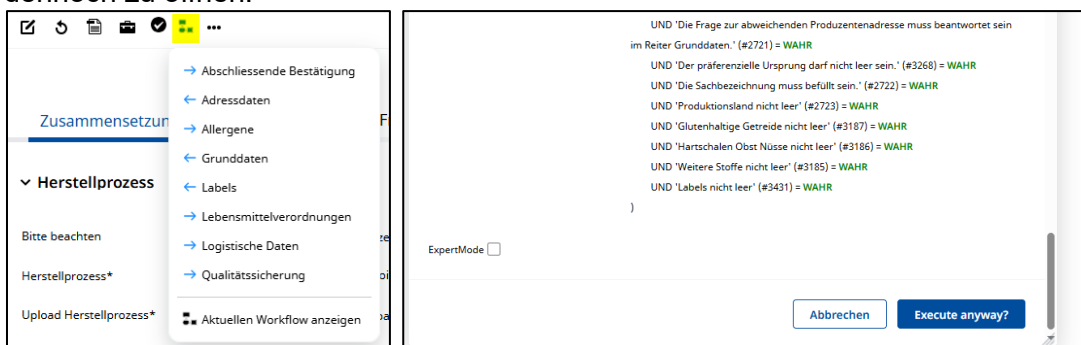 dennoch zu öffnen.
Abschliessende Bestätigung
Adressdaten
Zusammensetzun
Allergene
Grunddaten
Herstellprozess
Labels
Lebensmittelverordnungen
Bitte beachten
Logistische Daten
Herstellprozess*
Qualitätssicherung
Upload Herstellprozess*
Aktuellen Workflow anzeigen
UND 'Die Frage zur abweichenden Produzentenadresse muss beantwortet sein
im Reiter Grunddaten.' (#2721) = WAHR
UND 'Der präferenzielle Ursprung darf nicht leer sein.' (#3268) = WAHR
UND 'Die Sachbezeichnung muss befüllt sein.' (#2722) = WAHR
UND 'Produktionsland nicht leer' (#2723) = WAHR
UND 'Glutenhaltige Getreide nicht leer' (#3187) = WAHR
UND 'Hartschalen Obst Nüsse nicht leer' (#3186) = WAHR
UND 'Weitere Stoffe nicht leer' (#3185) = WAHR
UND 'Labels nicht leer' (#3431) = WAHR
)
ExpertMode
Abbrechen Execute anyway?